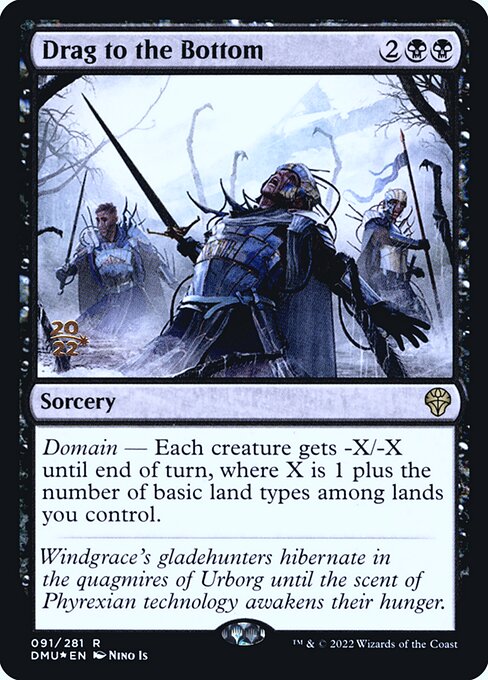 Drag to the Bottom 2
20
22
Sorcery
Domain — Each creature gets -X/-X
until end of turn, where X is 1 plus the
number of basic land types among lands
you control.
Windgrace's gladehunters hibernate in
the quagmires of Urborg until the scent of
Phyrexian technology awakens their hunger.
091/281 R
DMU★EN Nino Is
™ & © 2022 Wizards of the Coast